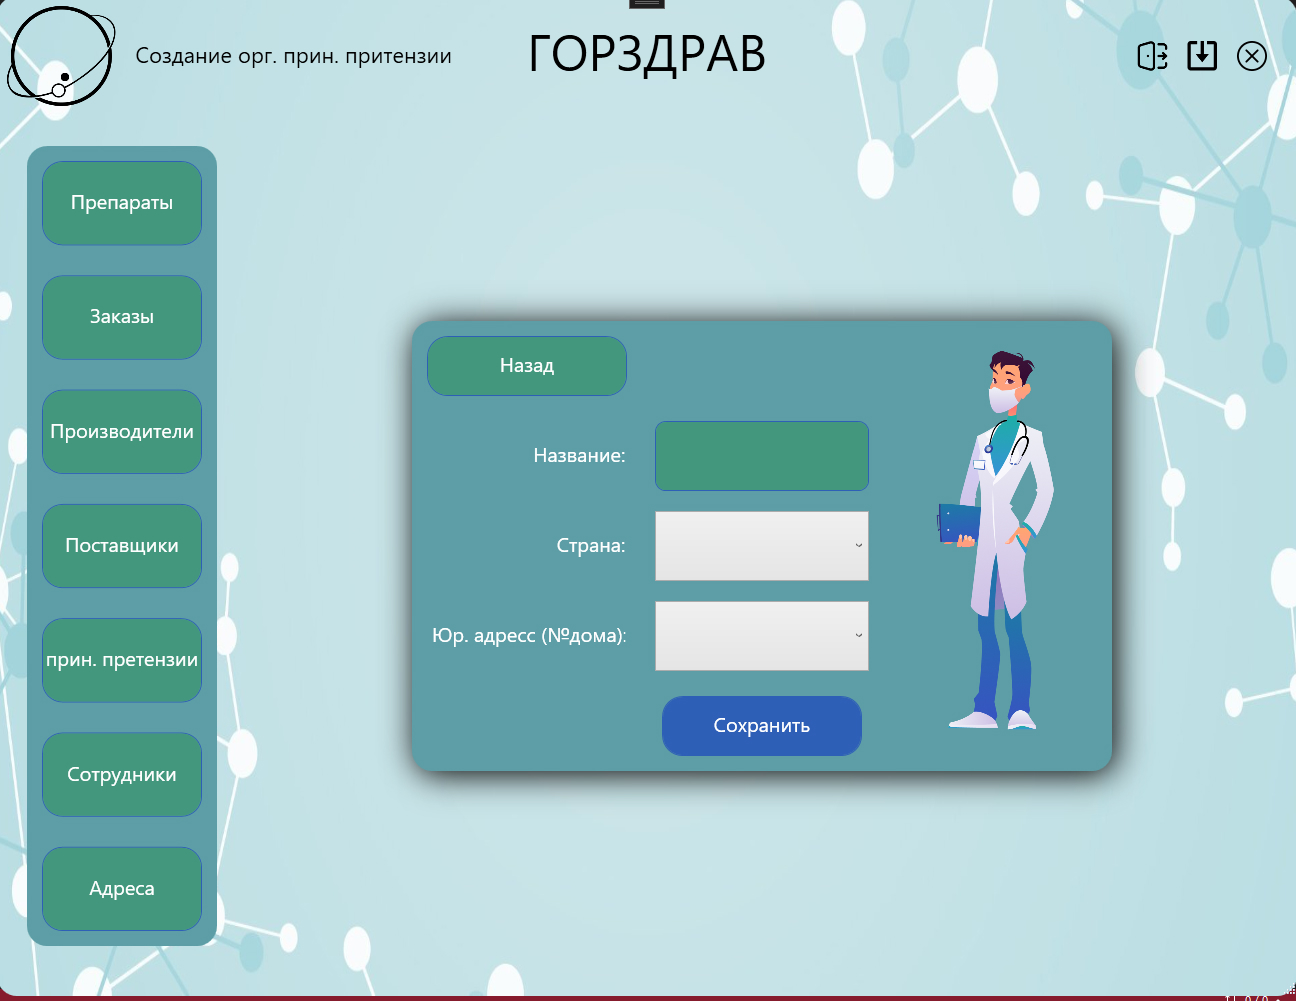 Создание орг. прин. притензии
ГОРЗДРАВ
Препараты
Заказы
Производители
Поставщики
прин. претензии
Сотрудники
Адреса
Назад
Название:
Страна:
Юр. адресс (№дома):
Сохранить